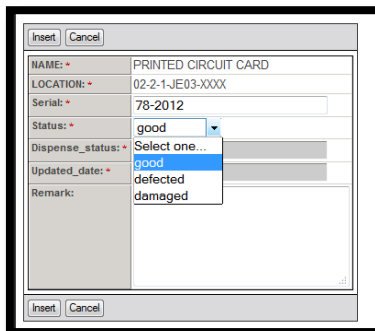 Insert Cancel
NAME: * PRINTED CIRCUIT CARD
LOCATION: * 02-2-1-JE03-XXXX
Serial: * 78-2012
Status: * good
Select one...
Dispense_status: * good
defected
Updated_date: *
damaged
Remark:
Insert Cancel